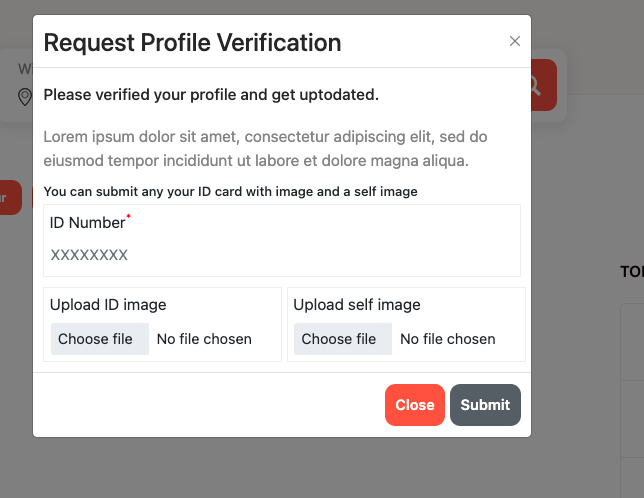 Request Profile Verification
×
Wi
Please verified your profile and get uptodated.
Lorem ipsum dolor sit amet, consectetur adipiscing elit, sed do
eiusmod tempor incididunt ut labore et dolore magna aliqua.
You can submit any your ID card with image and a self image
ID Number*
XXXXXXXX
Upload ID image
Choose file No file chosen
Upload self image
Choose file No file chosen
Close
Submit